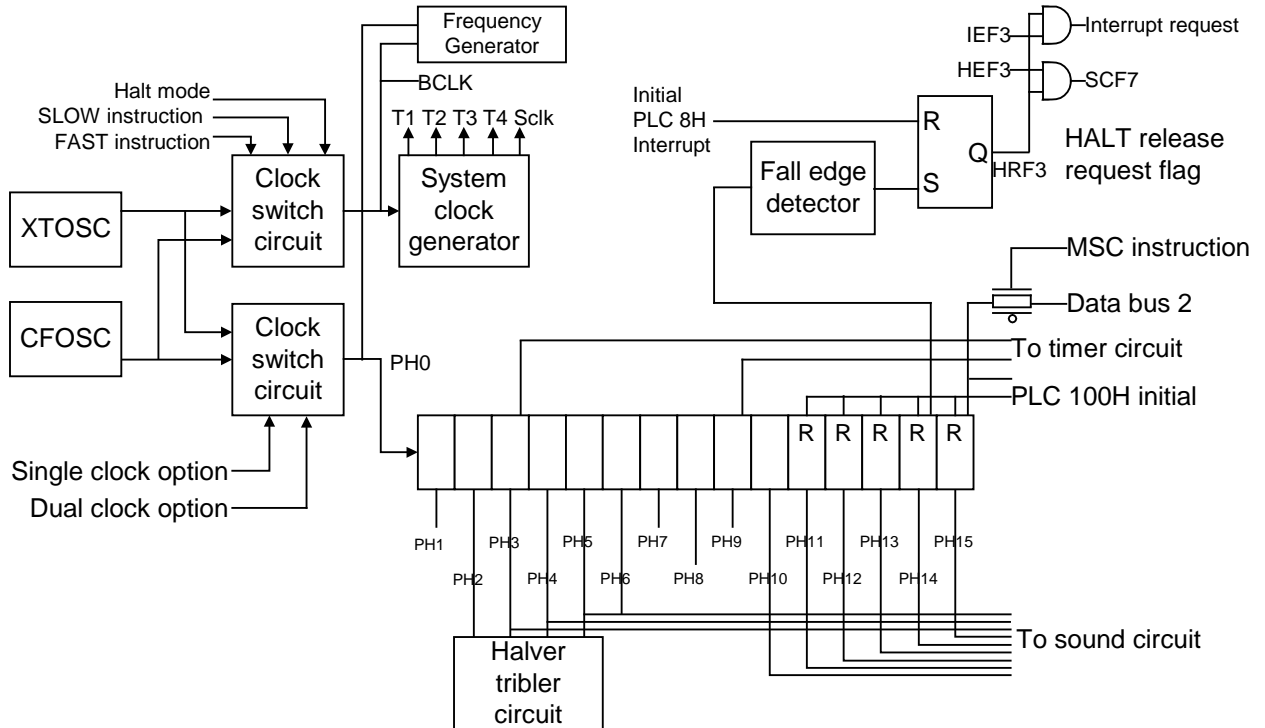 Frequency
Generator
BCLK
Halt mode
SLOW instruction
FAST instruction
T1 T2 T3 T4 Sclk
XTOSC
Clock
switch
circuit
System
clock
generator
CFOSC
Clock
switch
circuit
PH0
Single clock option
Dual clock option
IEF3
Interrupt request
HEF3
SCF7
Initial
PLC 8H
Interrupt
R
Q
S
HRF3
HALT release
request flag
Fall edge
detector
MSC instruction
Data bus 2
To timer circuit
PLC 100H initial
R R R R R
PH1 PH3 PH5 PH7 PH9 PH11 PH13 PH15
PH2 PH4 PH6 PH8 PH10 PH12 PH14
To sound circuit
Halver
tribler
circuit